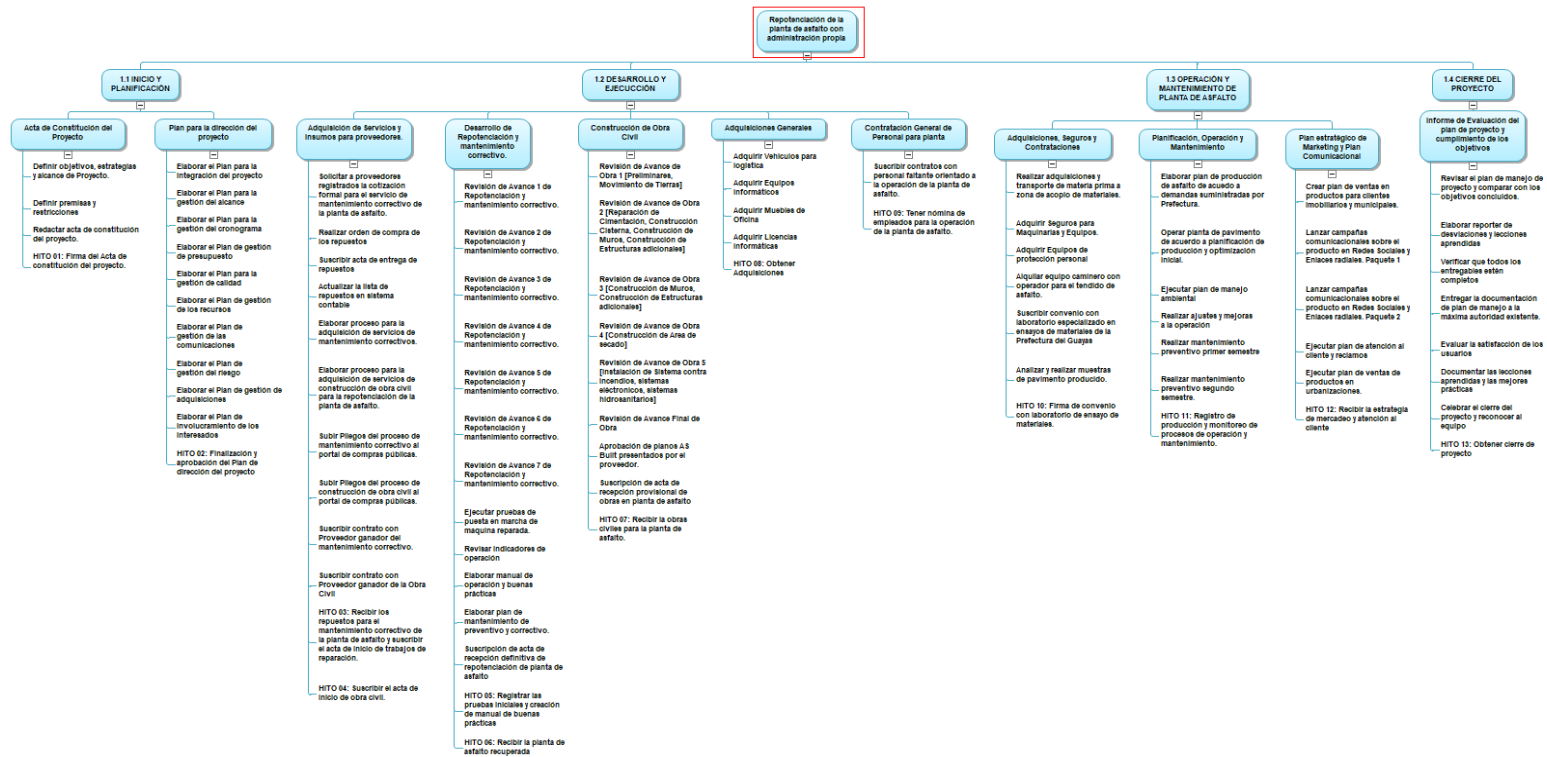 Repotenciación de la
planta de asfalto con
administración propia
1.1 INICIO Y
PLANIFICACIÓN
Acta de Constitución del
Proyecto
Definir objetivos, estrategias
y alcance de Proyecto.
Definir premisas y
restricciones
Redactar acta de constitución
del proyecto.
HITO 01: Firma del Acta de
constitución del proyecto.
Plan para la dirección del
proyecto
Elaborar el Plan para la
integración del proyecto
Elaborar el Plan para la
gestión del alcance
Elaborar el Plan para la
gestión del cronograma
Elaborar el Plan de gestión
de presupuesto
Elaborar el Plan para la
gestión de calidad
Elaborar el Plan de gestión
de los recursos
Elaborar el Plan de
gestión de las
comunicaciones
Elaborar el Plan de
gestión del riesgo
Elaborar el Plan de gestión de
adquisiciones
Elaborar el Plan de
involucramiento de los
interesados
HITO 02: Finalización y
aprobación del Plan de
dirección del proyecto
1.2 DESARROLLO Y
EJECUCCIÓN
Adquisición de Servicios y
insumos para proveedores.
Solicitar a proveedores
registrados la cotización
formal para el servicio de
mantenimiento correctivo de
la planta de asfalto.
Realizar orden de compra de
los repuestos
Suscribir acta de entrega de
repuestos
Actualizar la lista de
repuestos en sistema
contable
Elaborar proceso para la
adquisición de servicios de
mantenimiento correctivos.
Elaborar proceso para la
adquisición de servicios de
construcción de obra civil
para la repotenciación de la
planta de asfalto.
Subir Pliegos del proceso de
mantenimiento correctivo al
portal de compras públicas.
Subir Pliegos del proceso de
construcción de obra civil al
portal de compras públicas.
Suscribir contrato con
Proveedor ganador del
mantenimiento correctivo.
Suscribir contrato con
Proveedor ganador de la Obra
Civil
HITO 03: Recibir los
repuestos para el
mantenimiento correctivo de
la planta de asfalto y suscribir
el acta de inicio de trabajos de
reparación.
HITO 04: Suscribir el acta de
inicio de obra civil.
Desarrollo de
Repotenciación y
mantenimiento
correctivo.
Revisión de Avance 1 de
Repotenciación y
mantenimiento correctivo.
Revisión de Avance 2 de
Repotenciación y
mantenimiento correctivo.
Revisión de Avance 3 de
Repotenciación y
mantenimiento correctivo.
Revisión de Avance 4 de
Repotenciación y
mantenimiento correctivo.
Revisión de Avance 5 de
Repotenciación y
mantenimiento correctivo.
Revisión de Avance 6 de
Repotenciación y
mantenimiento correctivo.
Revisión de Avance 7 de
Repotenciación y
mantenimiento correctivo.
Ejecutar pruebas de
puesta en marcha de
maquina reparada.
Revisar indicadores de
operación
Elaborar manual de
operación y buenas
prácticas
Elaborar plan de
mantenimiento de
preventivo y correctivo.
Suscripción de acta de
recepción definitiva de
repotenciación de planta de
asfalto
HITO 05: Registrar las
pruebas iniciales y creación
de manual de buenas
prácticas
HITO 06: Recibir la planta de
asfalto recuperada
Construcción de Obra
Civil
Revisión de Avance de
Obra 1 [Preliminares,
Movimiento de Tierras]
Revisión de Avance de Obra
2 [Reparación de
Cimentación, Construcción
Cisterna, Construcción de
Muros, Construcción de
Estructuras adicionales]
Revisión de Avance de Obra
3 [Construcción de Muros,
Construcción de Estructuras
adicionales]
Revisión de Avance de Obra
4 [Construcción de Area de
secado]
Revisión de Avance de Obra 5
[Instalación de Sistema contra
incendios, sistemas
eléctronicos, sistemas
hidrosanitarios]
Revisión de Avance Final de
Obra
Aprobación de planos AS
Built presentados por el
proveedor.
Suscripción de acta de
recepción provisional de
obras en planta de asfalto
HITO 07: Recibir la obras
civiles para la planta de
asfalto.
Adquisiciones Generales
Adquirir Vehículos para
logística
Adquirir Equipos
Informáticos
Adquirir Muebles de
Oficina
Adquirir Licencias
Informáticas
HITO 08: Obtener
Adquisiciones
Contratación General de
Personal para planta
Suscribir contratos con
personal faltante orientado a
la operación de la planta de
asfalto.
HITO 09: Tener nómina de
empleados para la operación
de la planta de asfalto.
1.3 OPERACIÓN Y
MANTENIMIENTO DE
PLANTA DE ASFALTO
Adquisiciones, Seguros y
Contrataciones
Realizar adquisiciones y
transporte de materia prima a
zona de acopio de materiales.
Adquirir Seguros para
Maquinarias y Equipos.
Adquirir Equipos de
protección personal
Alquilar equipo caminero con
operador para el tendido de
asfalto.
Suscribir convenio con
laboratorio especializado en
ensayos de materiales de la
Prefectura del Guayas
Analizar y realizar muestras
de pavimento producido.
HITO 10: Firma de convenio
con laboratorio de ensayo de
materiales.
Planificación, Operación y
Mantenimiento
Elaborar plan de producción
de asfalto de acuedo a
demandas suministradas por
Prefectura.
Operar planta de pavimento
de acuerdo a planificación de
producción y optimización
inicial.
Ejecutar plan de manejo
ambiental
Realizar ajustes y mejoras
a la operación
Realizar mantenimiento
preventivo primer semestre
Realizar mantenimiento
preventivo segundo
semestre.
HITO 11: Registro de
producción y monitoreo de
procesos de operación y
mantenimiento.
Plan estratégico de
Marketing y Plan
Comunicacional
Crear plan de ventas en
productos para clientes
imobiliarios y municipales.
Lanzar campañas
comunicacionales sobre el
producto en Redes Sociales y
Enlaces radiales. Paquete 1
Lanzar campañas
comunicacionales sobre el
producto en Redes Sociales y
Enlaces radiales. Paquete 2
Ejecutar plan de atención al
cliente y reclamos
Ejecutar plan de ventas de
productos en
urbanizaciones.
HITO 12: Recibir la estrategia
de mercadeo y atención al
cliente
1.4 CIERRE DEL
PROYECTO
Informe de Evaluación del
plan de proyecto y
cumplimiento de los
objetivos
Revisar el plan de manejo de
proyecto y comparar con los
objetivos concluidos.
Elaborar reporter de
desviaciones y lecciones
aprendidas
Verificar que todos los
entregables estén
completos
Entregar la documentación
de plan de manejo a la
máxima autoridad existente.
Evaluar la satisfacción de los
usuarios
Documentar las lecciones
aprendidas y las mejores
prácticas
Celebrar el cierre del
proyecto y reconocer al
equipo
HITO 13: Obtener cierre de
proyecto